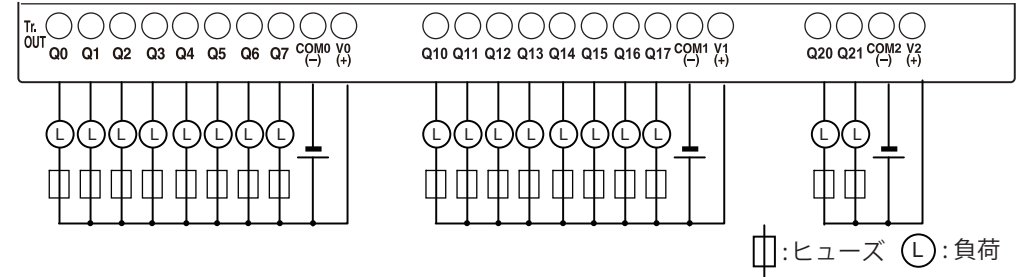 Tr.
OUT
Q0 Q1 Q2 Q3 Q4 Q5 Q6 Q7 COM0 V0
(−) (+)
Q10 Q11 Q12 Q13 Q14 Q15 Q16 Q17 COM1 V1
(−) (+)
Q20 Q21 COM2 V2
(−) (+)
L L L L L L L L
L L L L L L L L
L L
:ヒューズ L :負荷